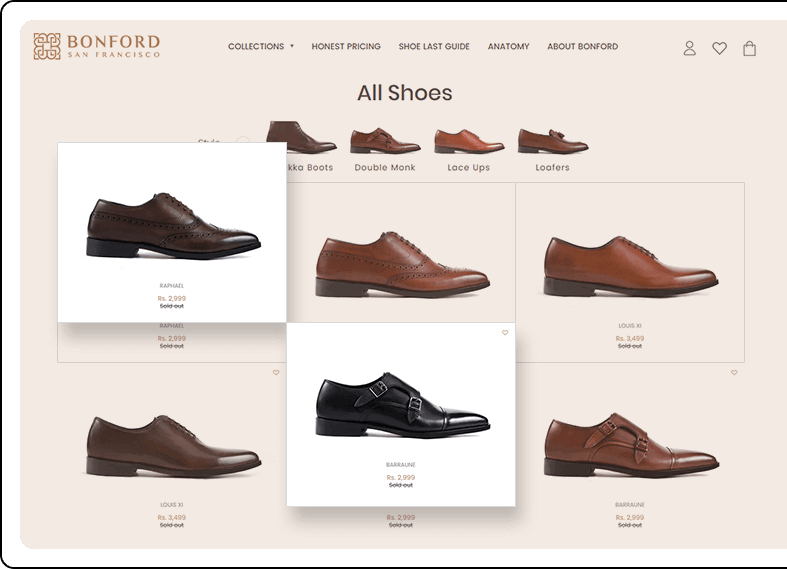 BONFORD
SAN FRANCISCO
COLLECTIONS
HONEST PRICING
SHOE LAST GUIDE
ANATOMY
ABOUT BONFORD
All Shoes
kka Boots
Double Monk
Lace Ups
Loafers
RAPHAEL
Rs. 2,999
Sold out
RAPHAEL
Rs. 2,999
Sold out
LOUIS XI
Rs. 3,499
Sold out
BARRAUNE
Rs. 2,999
Sold out
LOUIS XI
Rs. 3,499
Sold out
Rs. 2,999
Sold out
BARRAUNE
Rs. 2,999
Sold out